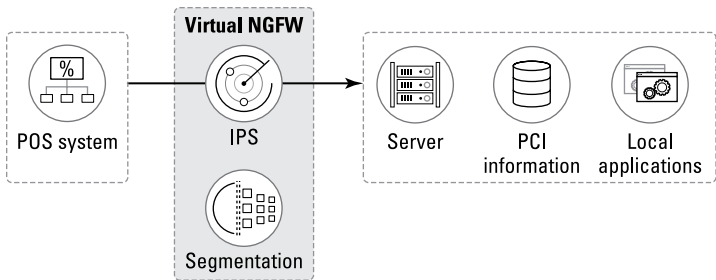 Virtual NGFW
%
POS system
IPS
Segmentation
Server
PCI
information
Local
applications